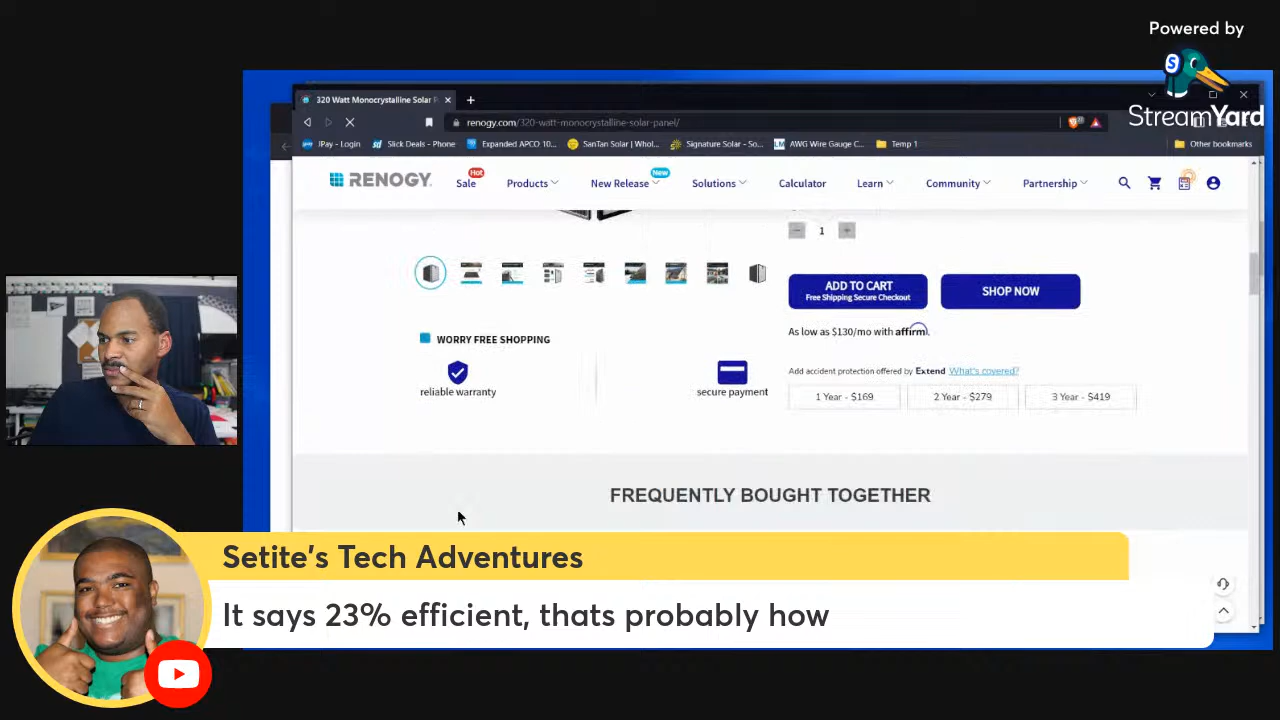 Powered by
StreamYard
320 Watt Monocrystalline Solar P
renogy.com/320-watt-monocrystalline-solar-panel/
IPay - Login
Slick Deals - Phone
Expanded APCO 10...
SanTan Solar | Whol...
Signature Solar - So...
AWG Wire Gauge C...
Temp 1
Other bookmarks
RENOGY
Sale
Hot
Products
New Release
New
Solutions
Calculator
Learn
Community
Partnership
1
ADD TO CART
Free Shipping Secure Checkout
SHOP NOW
As low as $130/mo with affirm.
WORRY FREE SHOPPING
reliable warranty
secure payment
Add accident protection offered by Extend What's covered?
1 Year - $169
2 Year - $279
3 Year - $419
FREQUENTLY BOUGHT TOGETHER
Setite's Tech Adventures
It says 23% efficient, thats probably how